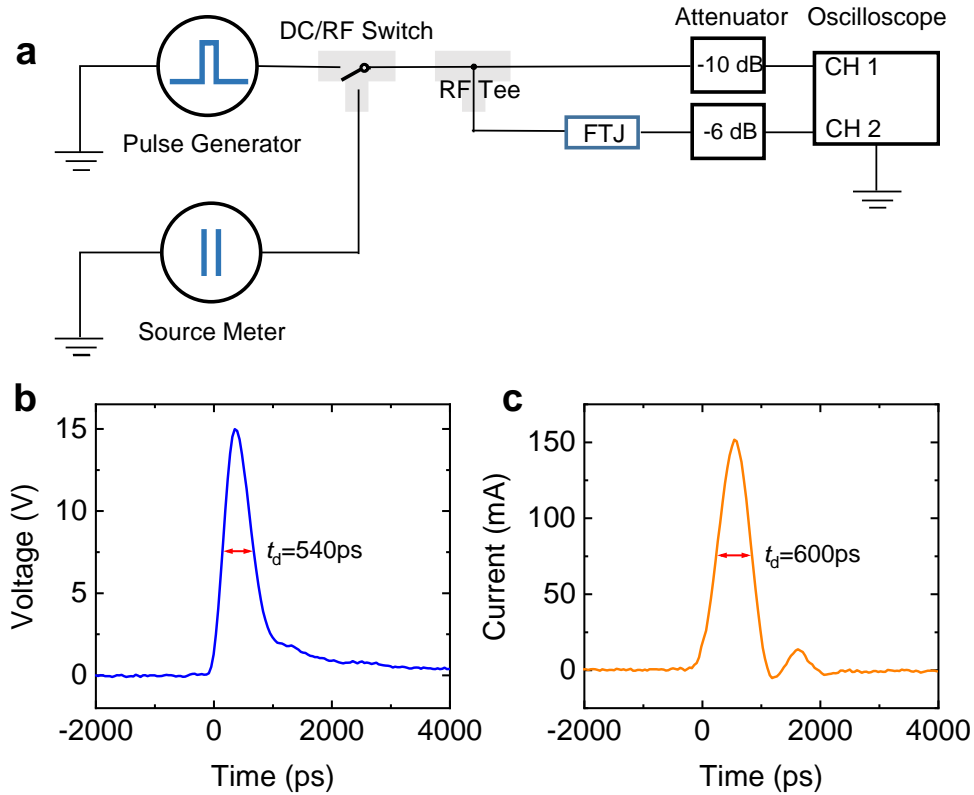 a
DC/RF Switch
Attenuator
Oscilloscope
-10 dB
CH 1
RF Tee
FTJ
-6 dB
CH 2
Pulse Generator
Source Meter
b
15
10
5
0
Voltage (V)
td=540ps
-2000
0
2000
4000
Time (ps)
c
150
100
50
0
Current (mA)
td=600ps
-2000
0
2000
4000
Time (ps)